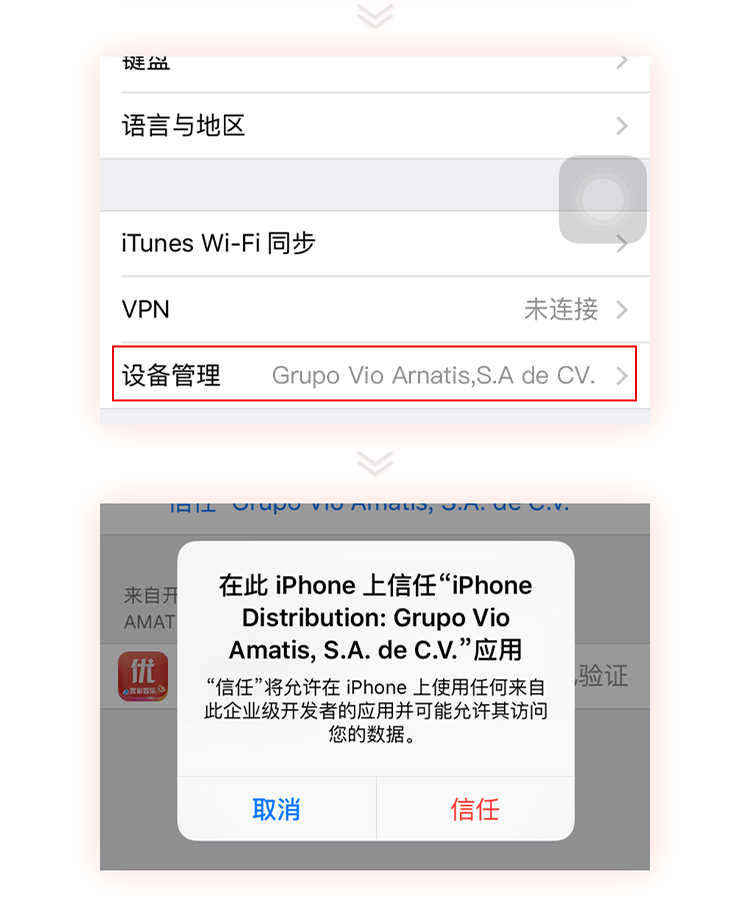 键盘
语言与地区
iTunes Wi-Fi 同步
VPN 未连接
设备管理 Grupo Vio Arnatis,S.A de CV.
信任 “Grupo Vio Amatis, S.A. de C.V.”
来自开
AMAT
在此 iPhone 上信任“iPhone
Distribution: Grupo Vio
Amatis, S.A. de C.V.”应用
优
优彩娱乐
验证
“信任”将允许在 iPhone 上使用任何来自
此企业级开发者的应用并可能允许其访问
您的数据。
取消 信任